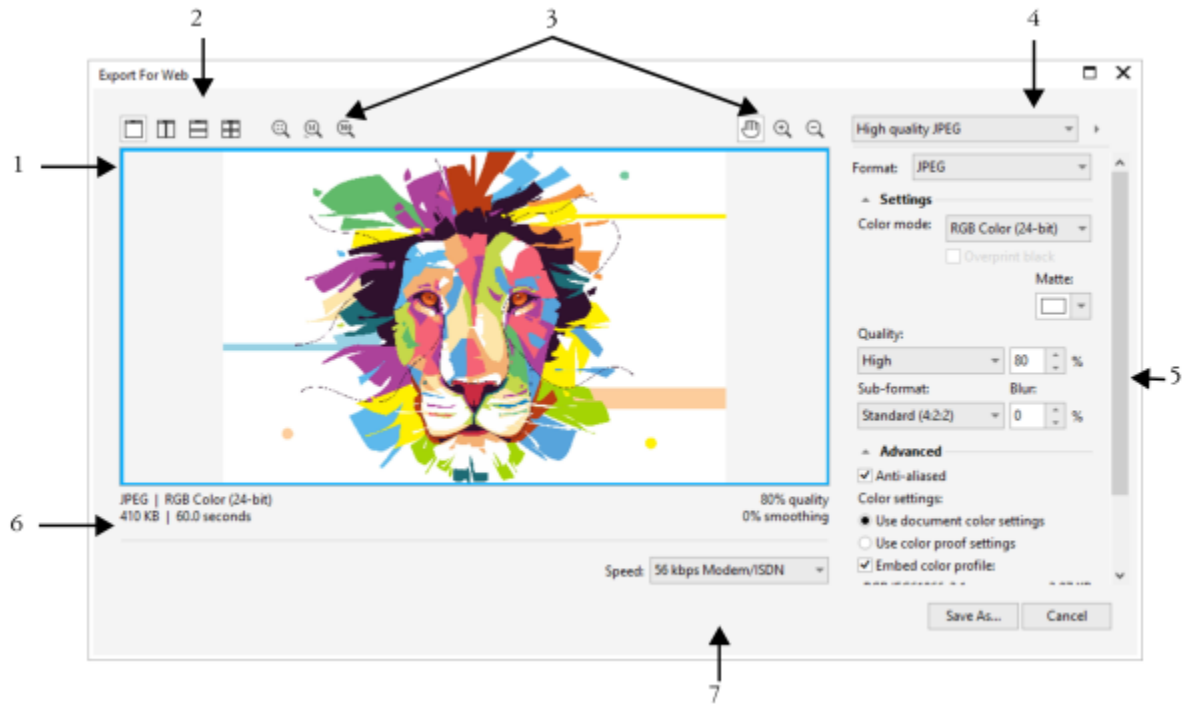 2
3
4
Export For Web
High quality JPEG
1
Format: JPEG
Settings
Color mode: RGB Color (24-bit)
Overprint black
Matte:
Quality:
High 80 %
5
Sub-format: Blur:
Standard (4:2:2) 0 %
Advanced
Anti-aliased
JPEG | RGB Color (24-bit) 80% quality
Color settings:
410 KB | 60.0 seconds 0% smoothing
6
Use document color settings
Use color proof settings
Speed: 56 kbps Modem/ISDN
Embed color profile:
Save As... Cancel
7